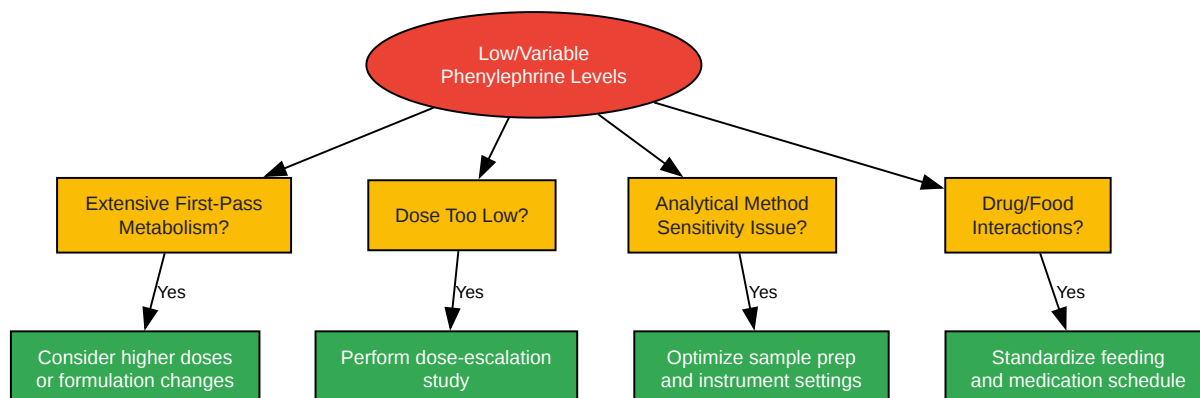 Low/Variable
Phenylephrine Levels
Extensive First-Pass
Metabolism?
Dose Too Low?
Analytical Method
Sensitivity Issue?
Drug/Food
Interactions?
Yes
Yes
Yes
Yes
Consider higher doses
or formulation changes
Perform dose-escalation
study
Optimize sample prep
and instrument settings
Standardize feeding
and medication schedule